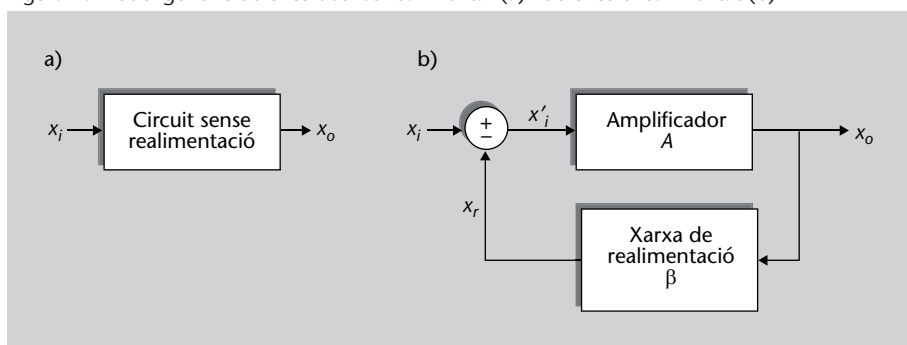 a)
b)
x_i
Circuit sense
realimentació
x_o
x_i
+
−
x'_i
Amplificador
A
x_o
x_r
Xarxa de
realimentació
β